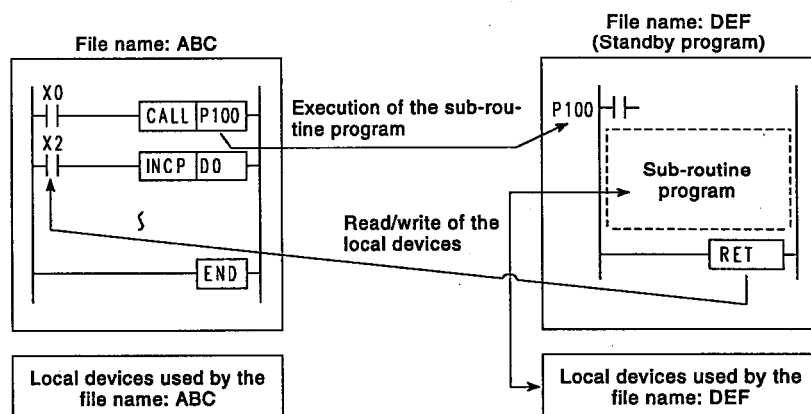 File name: ABC
X0
CALL P100
X2
INCP D0
END
Local devices used by the
file name: ABC
Execution of the sub-rou-
tine program
Read/write of the
local devices
File name: DEF
(Standby program)
P100
Sub-routine
program
RET
Local devices used by the
file name: DEF